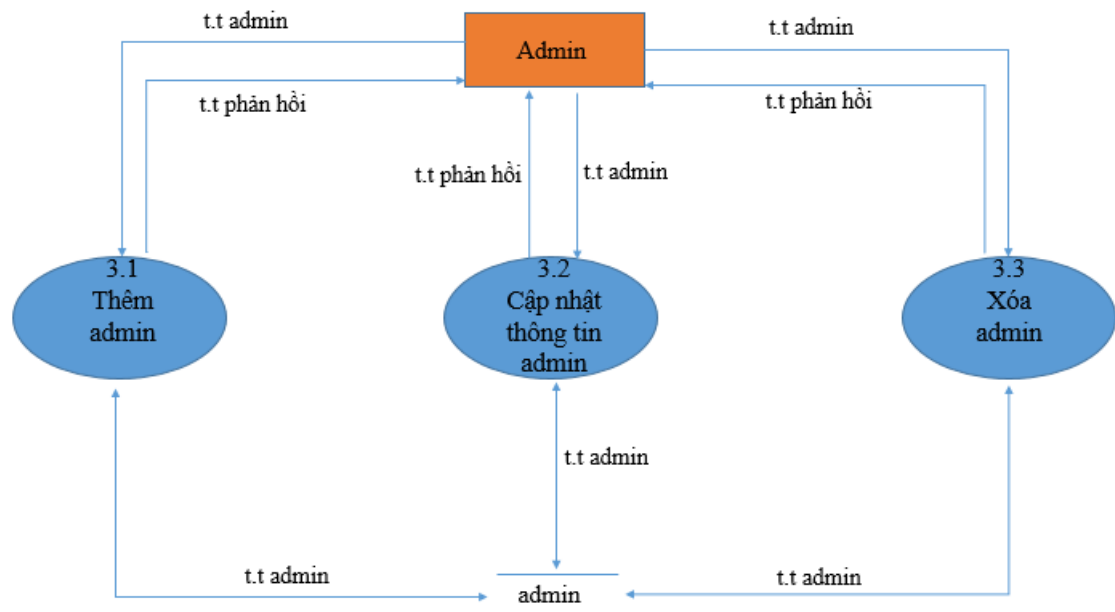 t.t admin
Admin
t.t admin
t.t phản hồi
t.t phản hồi
t.t phản hồi
t.t admin
3.1
Thêm
admin
3.2
Cập nhật
thông tin
admin
3.3
Xóa
admin
t.t admin
t.t admin
admin
t.t admin